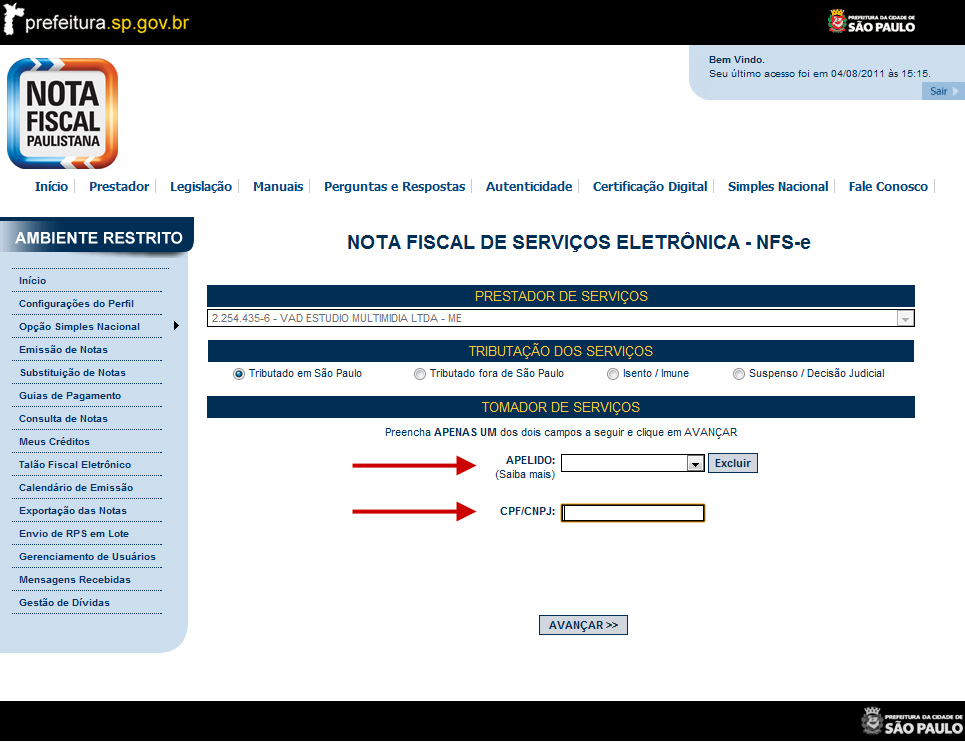 prefeitura.sp.gov.br
PREFEITURA DA CIDADE DE
SÃO PAULO
Bem Vindo.
Seu último acesso foi em 04/08/2011 às 15:15.
Sair
NOTA
FISCAL
PAULISTANA
Início
Prestador
Legislação
Manuais
Perguntas e Respostas
Autenticidade
Certificação Digital
Simples Nacional
Fale Conosco
AMBIENTE RESTRITO
Início
Configurações do Perfil
Opção Simples Nacional
Emissão de Notas
Substituição de Notas
Guias de Pagamento
Consulta de Notas
Meus Créditos
Talão Fiscal Eletrônico
Calendário de Emissão
Exportação das Notas
Envio de RPS em Lote
Gerenciamento de Usuários
Mensagens Recebidas
Gestão de Dívidas
NOTA FISCAL DE SERVIÇOS ELETRÔNICA - NFS-e
PRESTADOR DE SERVIÇOS
2.254.435-6 - VAD ESTUDIO MULTIMIDIA LTDA - ME
TRIBUTAÇÃO DOS SERVIÇOS
Tributado em São Paulo
Tributado fora de São Paulo
Isento / Imune
Suspenso / Decisão Judicial
TOMADOR DE SERVIÇOS
Preencha APENAS UM dos dois campos a seguir e clique em AVANÇAR
APELIDO:
(Saiba mais)
Excluir
CPF/CNPJ:
AVANÇAR >>
PREFEITURA DA CIDADE DE
SÃO PAULO